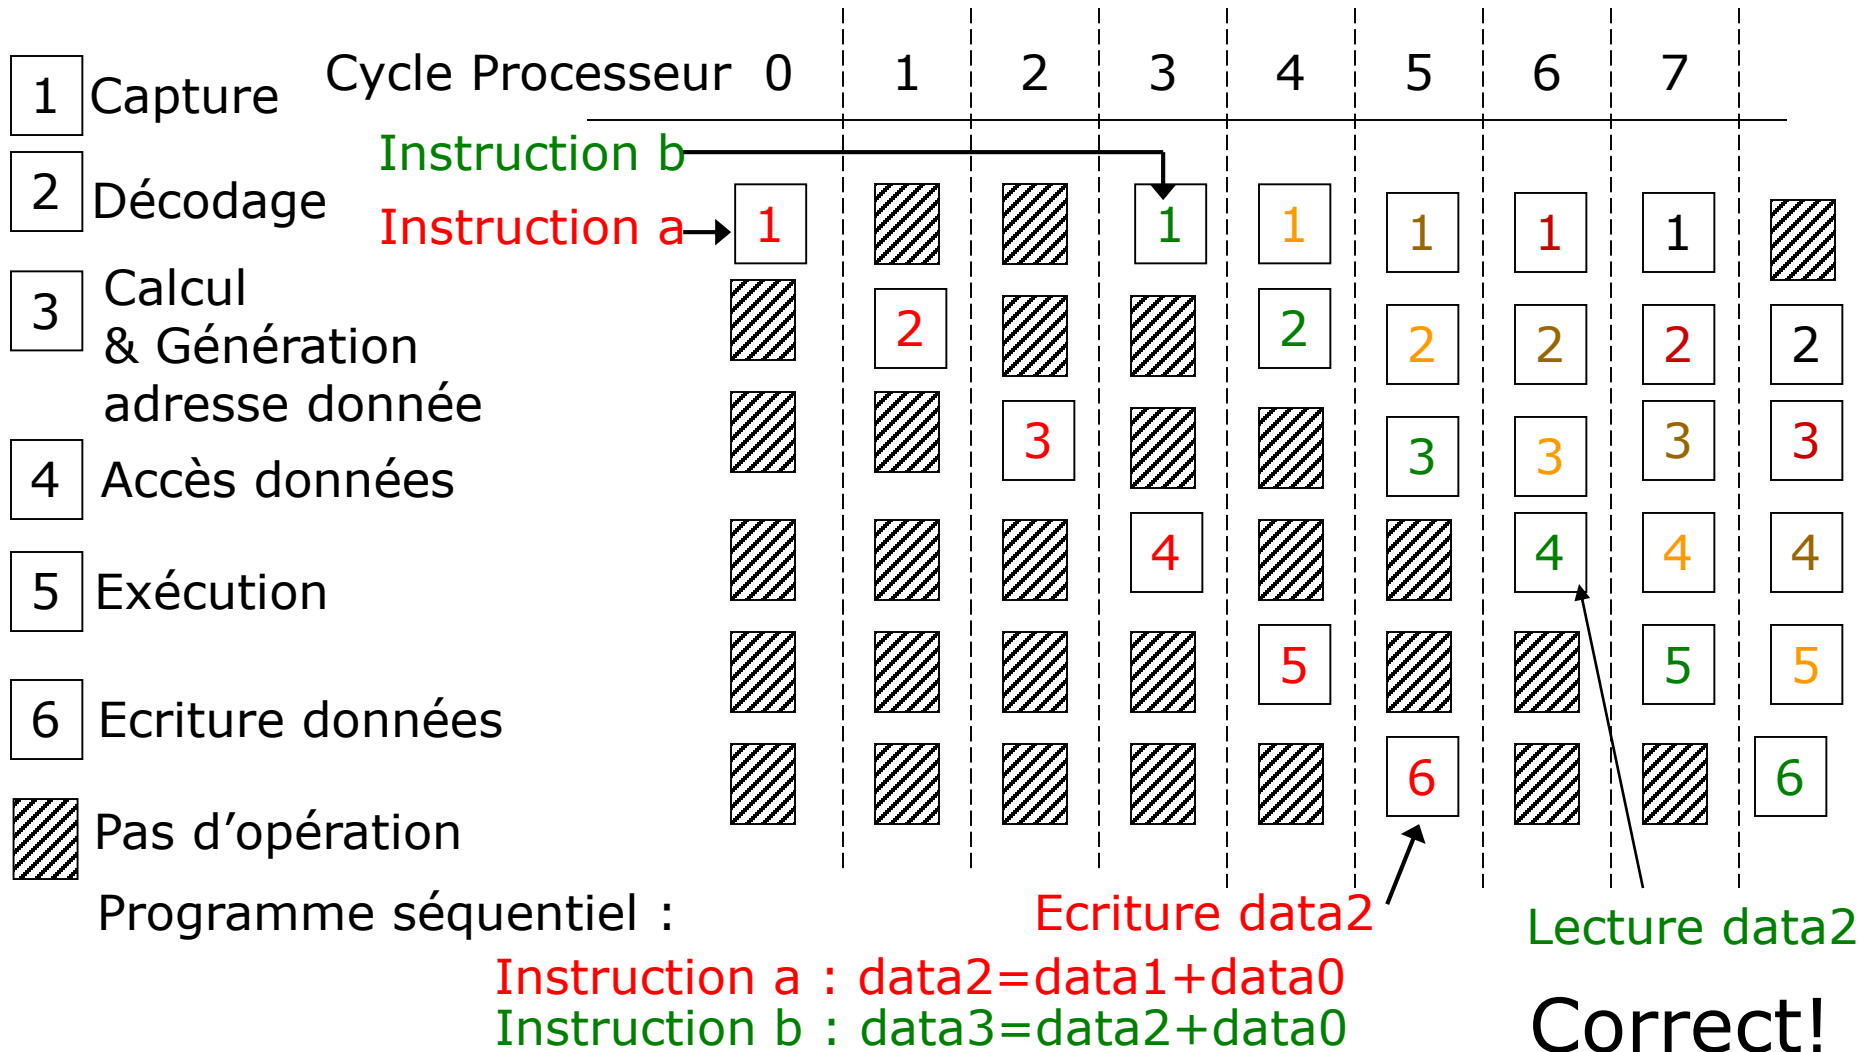 Cycle Processeur 0 1 2 3 4 5 6 7
1 Capture
Instruction b
2 Décodage
Instruction a
1 1 1 1 1 1 1
3 Calcul
& Génération
adresse donnée
2 2 2 2 2 2 2
3 3 3 3 3
4 Accès données
4 4 4 4
5 Exécution
5 5 5
6 Ecriture données
6 6
Pas d’opération
Programme séquentiel :
Ecriture data2
Lecture data2
Instruction a : data2=data1+data0
Instruction b : data3=data2+data0
Correct!